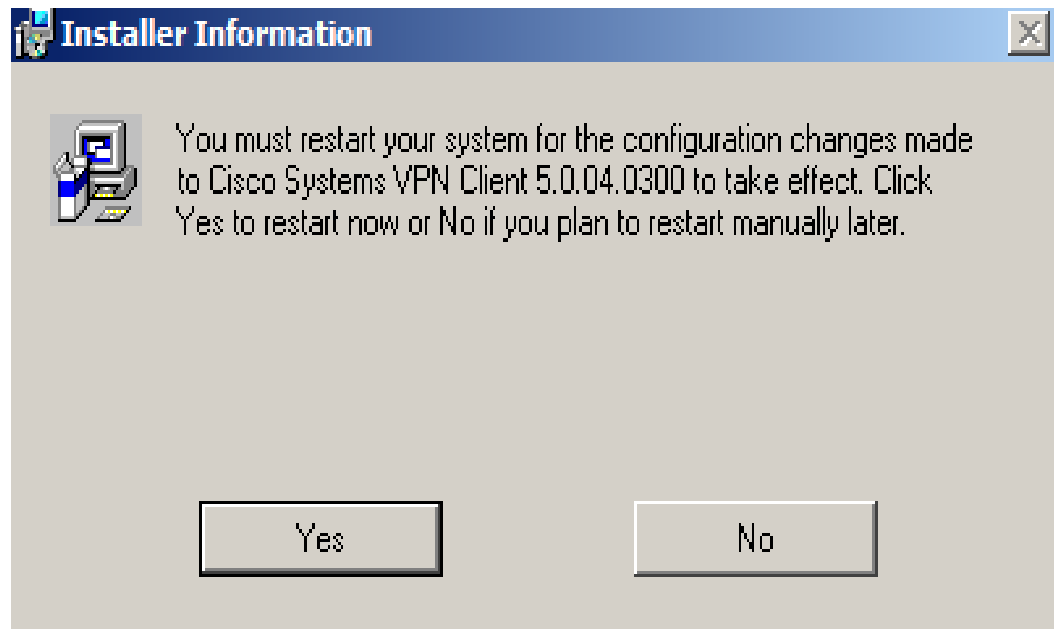 Installer Information
You must restart your system for the configuration changes made
to Cisco Systems VPN Client 5.0.04.0300 to take effect. Click
Yes to restart now or No if you plan to restart manually later.
Yes
No